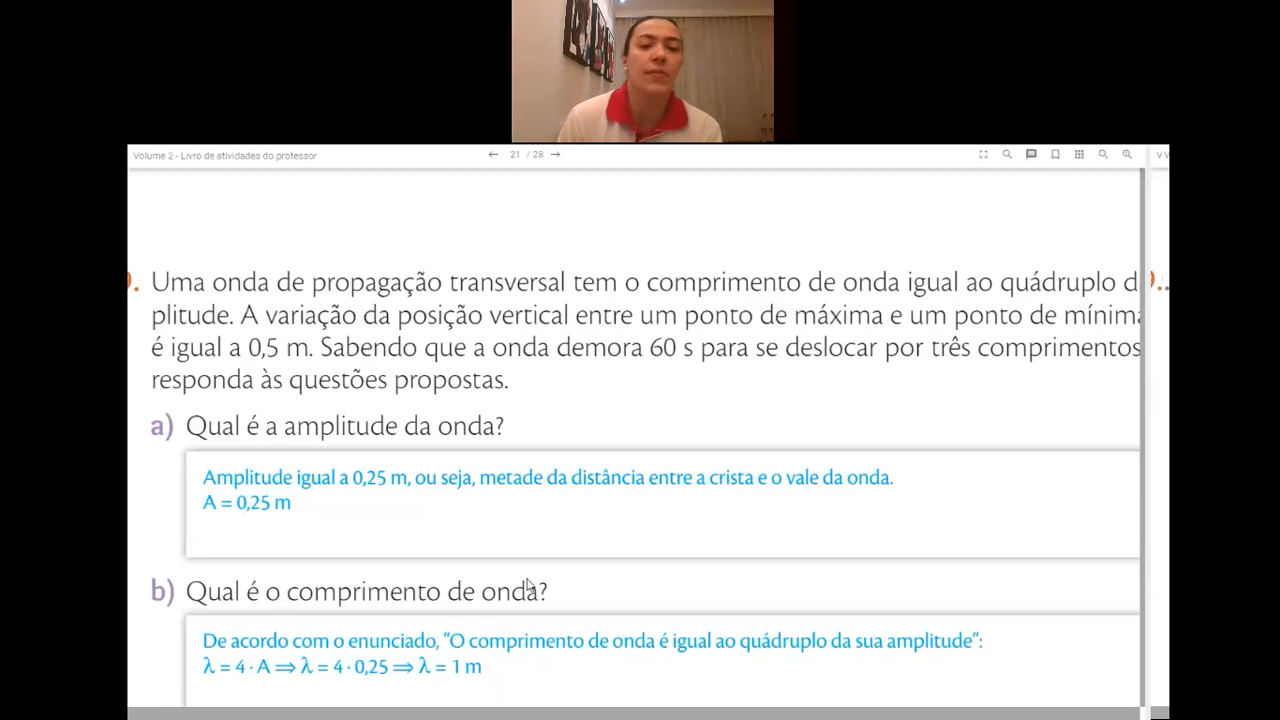 Volume 2 - Livro de atividades do professor
21 / 28
Uma onda de propagação transversal tem o comprimento de onda igual ao quádruplo d
plitude. A variação da posição vertical entre um ponto de máxima e um ponto de mínima
é igual a 0,5 m. Sabendo que a onda demora 60 s para se deslocar por três comprimentos
responda às questões propostas.
a) Qual é a amplitude da onda?
Amplitude igual a 0,25 m, ou seja, metade da distância entre a crista e o vale da onda.
A = 0,25 m
b) Qual é o comprimento de onda?
De acordo com o enunciado, “O comprimento de onda é igual ao quádruplo da sua amplitude”:
λ = 4 · A ⟹ λ = 4 · 0,25 ⟹ λ = 1 m